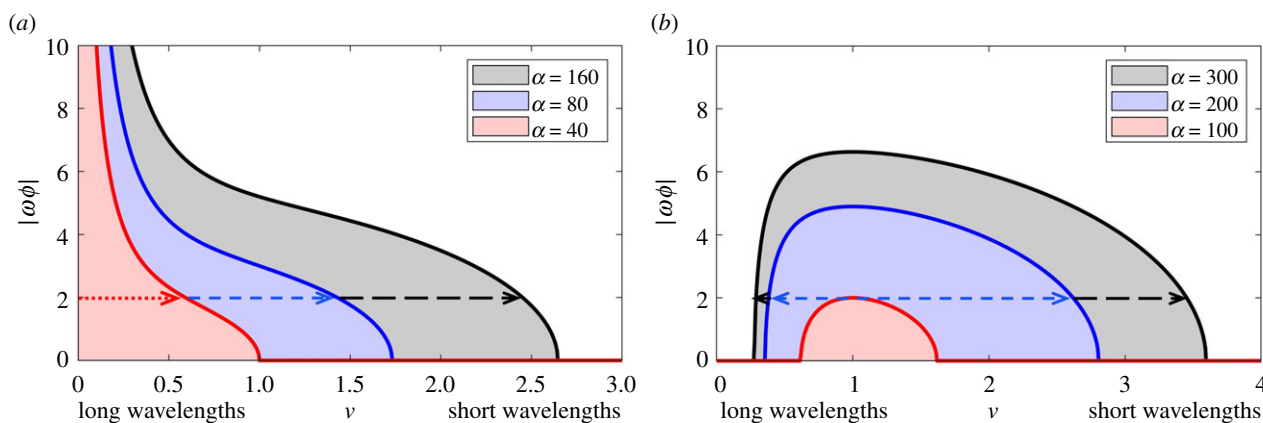 (a)
10
8
6
4
2
0
|ωϕ|
α = 160
α = 80
α = 40
0 0.5 1.0 1.5 2.0 2.5 3.0
long wavelengths v short wavelengths
(b)
10
8
6
4
2
0
|ωϕ|
α = 300
α = 200
α = 100
0 1 2 3 4
long wavelengths v short wavelengths